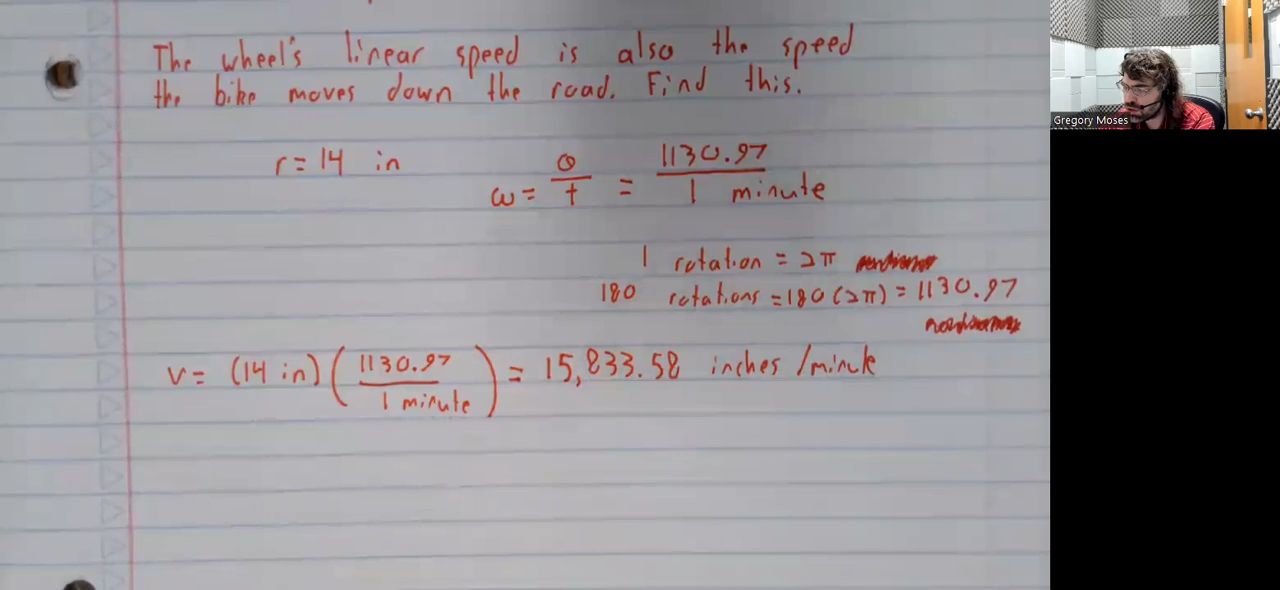 The wheel's linear speed is also the speed
the bike moves down the road. Find this.
r = 14 in
ω = θ/t = 1130.97/1 minute
1 rotation = 2π
180 rotations = 180 (2π) = 1130.97
v = (14 in) (1130.97/1 minute) = 15,833.58 inches/minute
Gregory Moses